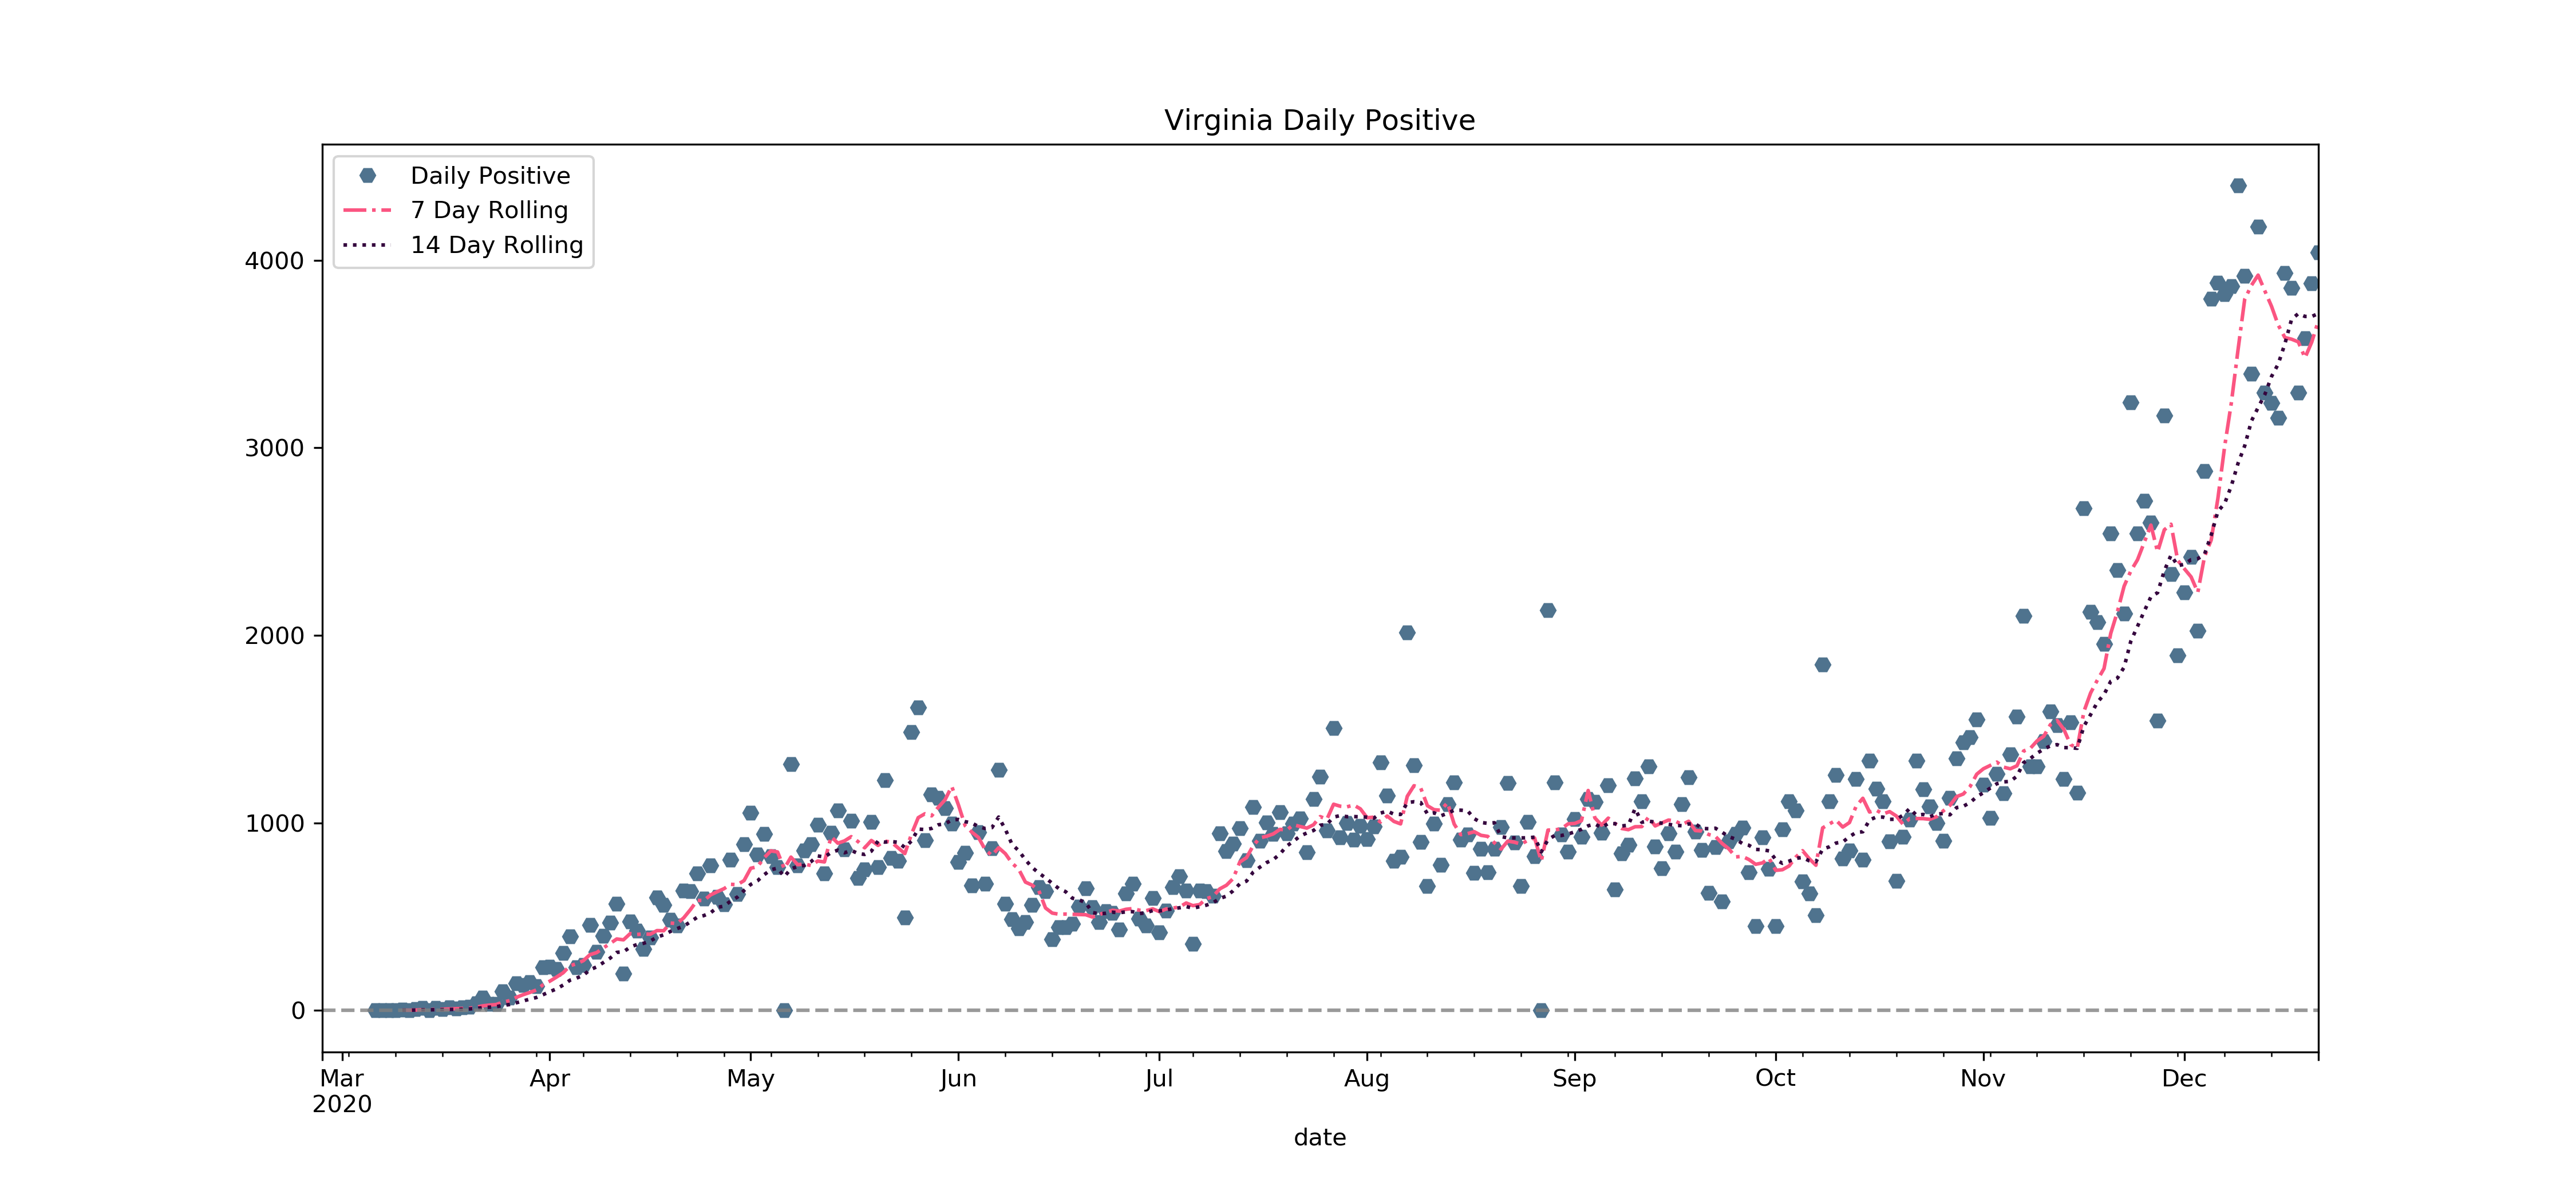 Virginia Daily Positive
Daily Positive
7 Day Rolling
14 Day Rolling
4000
3000
2000
1000
0
Mar Apr May Jun Jul Aug Sep Oct Nov Dec
2020
date